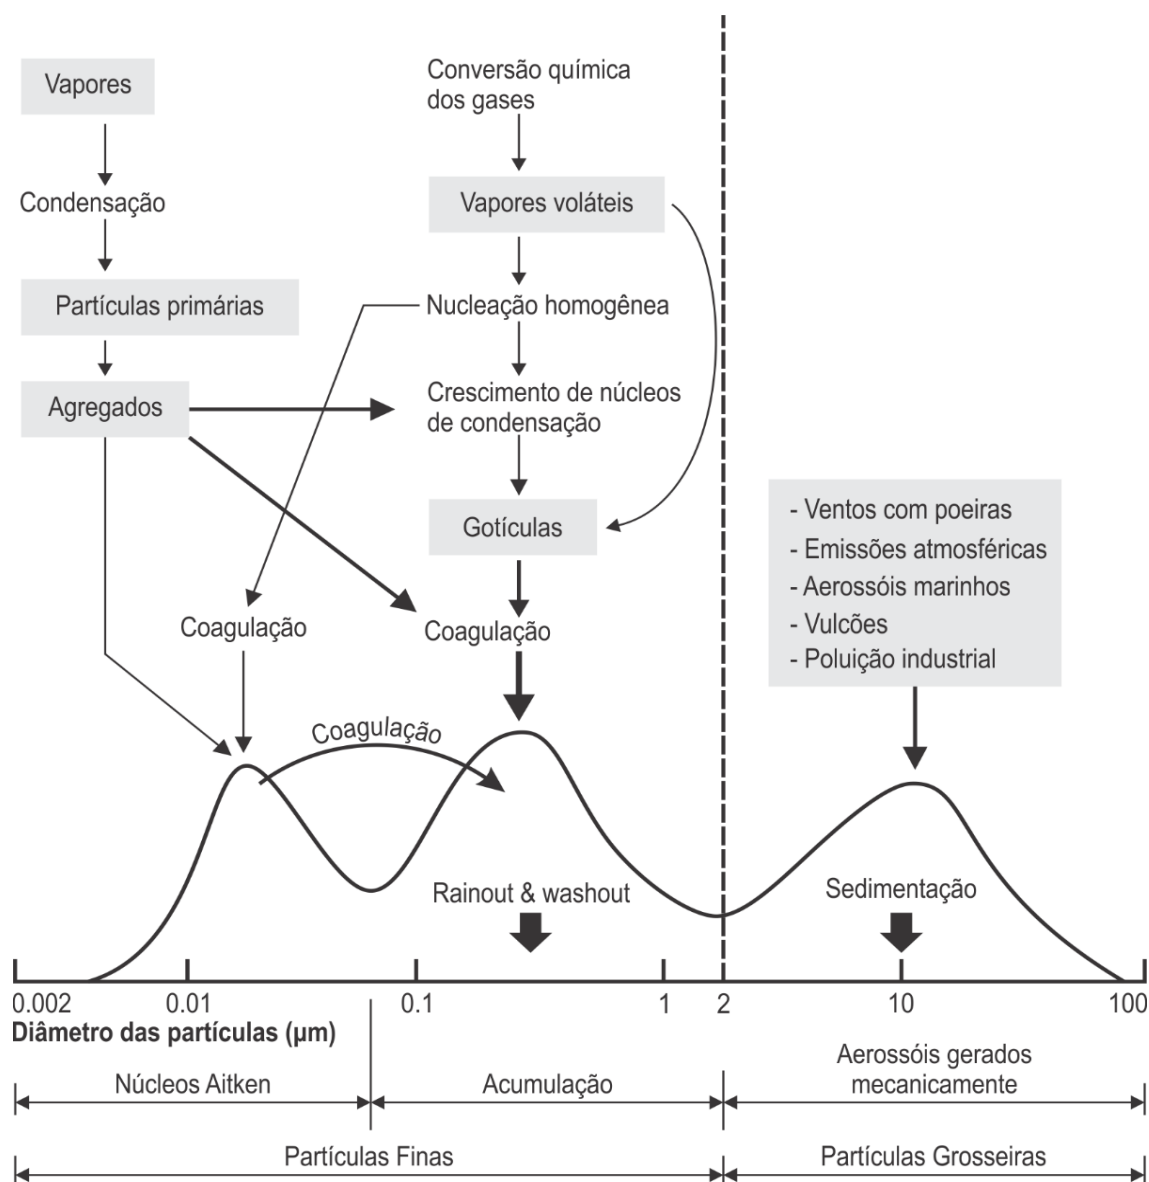 Vapores
Condensação
Partículas primárias
Agregados
Conversão química
dos gases
Vapores voláteis
Nucleação homogênea
Crescimento de núcleos
de condensação
Gotículas
Coagulação
Coagulação
- Ventos com poeiras
- Emissões atmosféricas
- Aerossóis marinhos
- Vulcões
- Poluição industrial
Coagulação
Rainout & washout
Sedimentação
0.002 0.01 0.1 1 2 10 100
Diâmetro das partículas (µm)
Núcleos Aitken
Acumulação
Aerossóis gerados
mecanicamente
Partículas Finas
Partículas Grosseiras